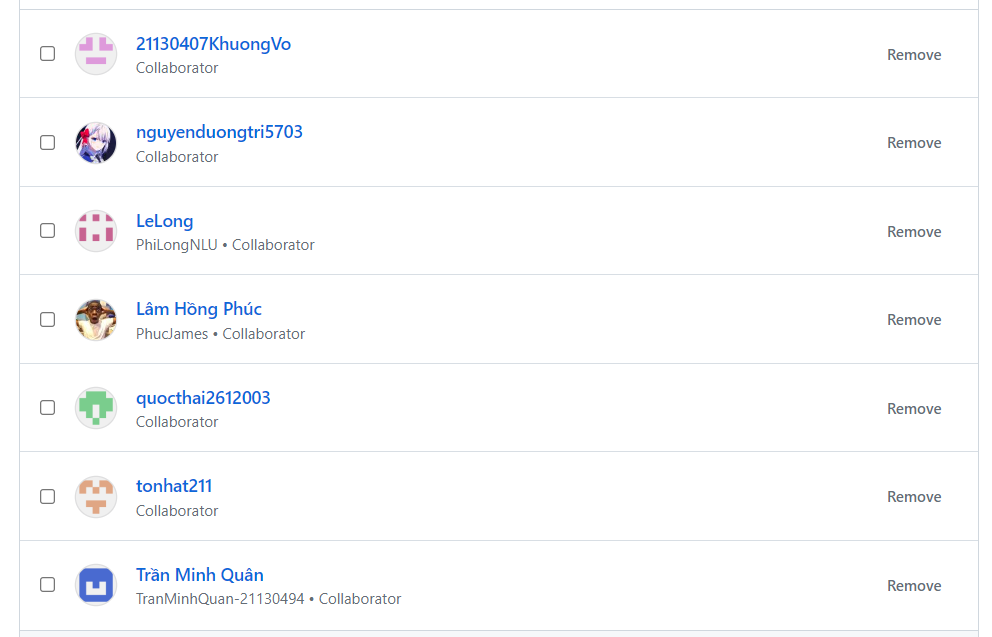 21130407KhuongVo
Collaborator
Remove
nguyenduongtri5703
Collaborator
Remove
LeLong
PhiLongNLU • Collaborator
Remove
Lâm Hồng Phúc
PhucJames • Collaborator
Remove
quocthai2612003
Collaborator
Remove
tonhat211
Collaborator
Remove
Trần Minh Quân
TranMinhQuan-21130494 • Collaborator
Remove